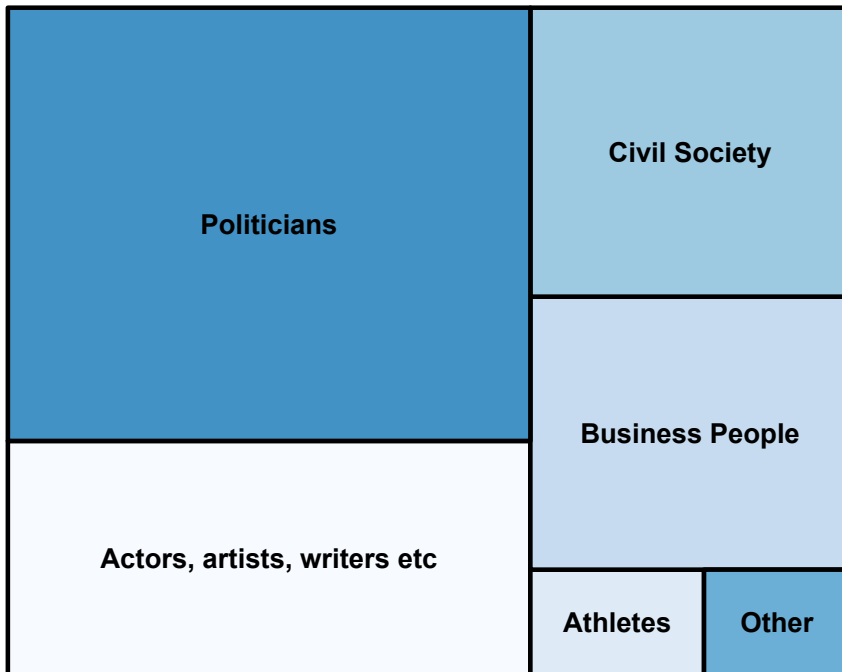 Civil Society
Politicians
Business People
Actors, artists, writers etc
Athletes
Other